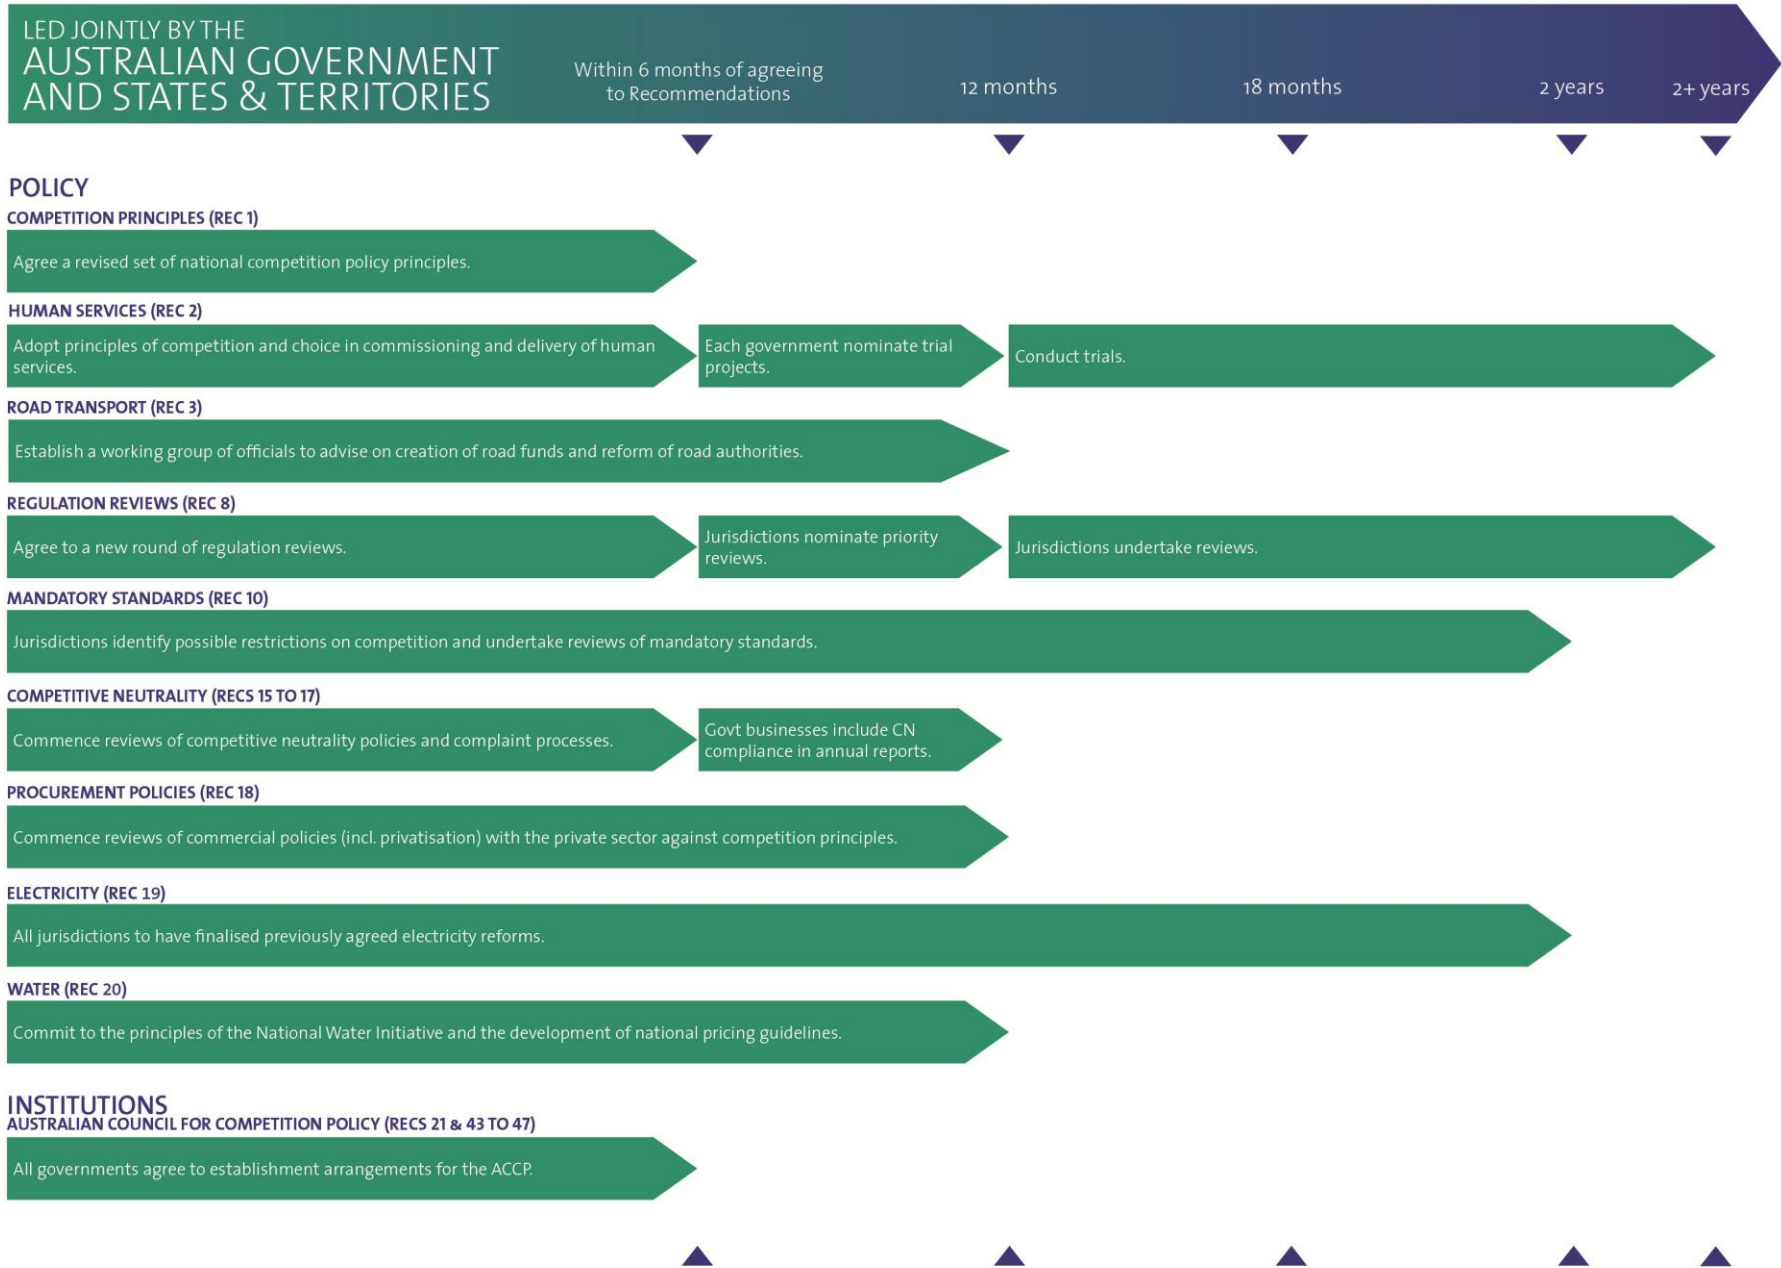 LED JOINTLY BY THE
AUSTRALIAN GOVERNMENT
AND STATES & TERRITORIES
Within 6 months of agreeing
to Recommendations
12 months
18 months
2 years
2+ years
POLICY
COMPETITION PRINCIPLES (REC 1)
Agree a revised set of national competition policy principles.
HUMAN SERVICES (REC 2)
Adopt principles of competition and choice in commissioning and delivery of human
services.
Each government nominate trial
projects.
Conduct trials.
ROAD TRANSPORT (REC 3)
Establish a working group of officials to advise on creation of road funds and reform of road authorities.
REGULATION REVIEWS (REC 8)
Agree to a new round of regulation reviews.
Jurisdictions nominate priority
reviews.
Jurisdictions undertake reviews.
MANDATORY STANDARDS (REC 10)
Jurisdictions identify possible restrictions on competition and undertake reviews of mandatory standards.
COMPETITIVE NEUTRALITY (RECS 15 TO 17)
Commence reviews of competitive neutrality policies and complaint processes.
Govt businesses include CN
compliance in annual reports.
PROCUREMENT POLICIES (REC 18)
Commence reviews of commercial policies (incl. privatisation) with the private sector against competition principles.
ELECTRICITY (REC 19)
All jurisdictions to have finalised previously agreed electricity reforms.
WATER (REC 20)
Commit to the principles of the National Water Initiative and the development of national pricing guidelines.
INSTITUTIONS
AUSTRALIAN COUNCIL FOR COMPETITION POLICY (RECS 21 & 43 TO 47)
All governments agree to establishment arrangements for the ACCP.